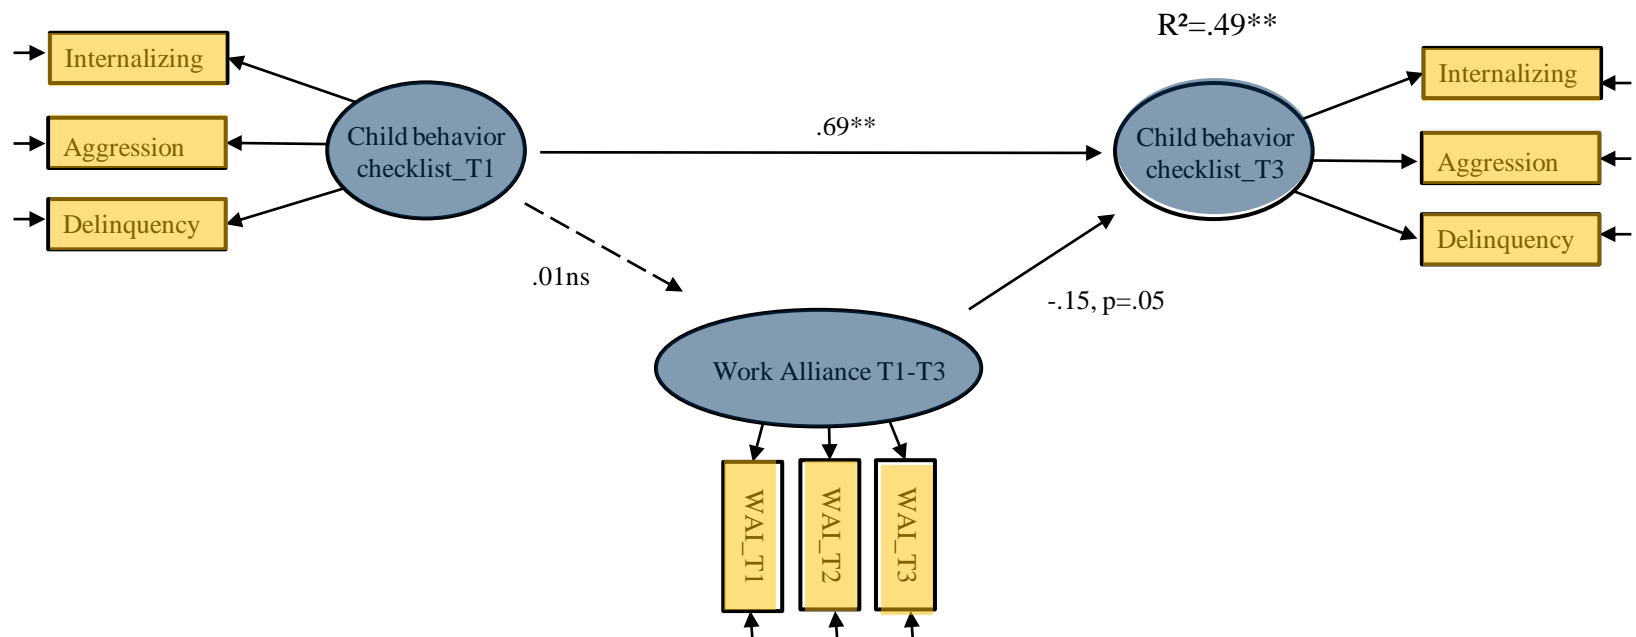 R²=.49**
Internalizing
Aggression
Delinquency
Child behavior
checklist_T1
.69**
Child behavior
checklist_T3
Internalizing
Aggression
Delinquency
.01ns
-.15, p=.05
Work Alliance T1-T3
WAI_T1
WAI_T2
WAI_T3